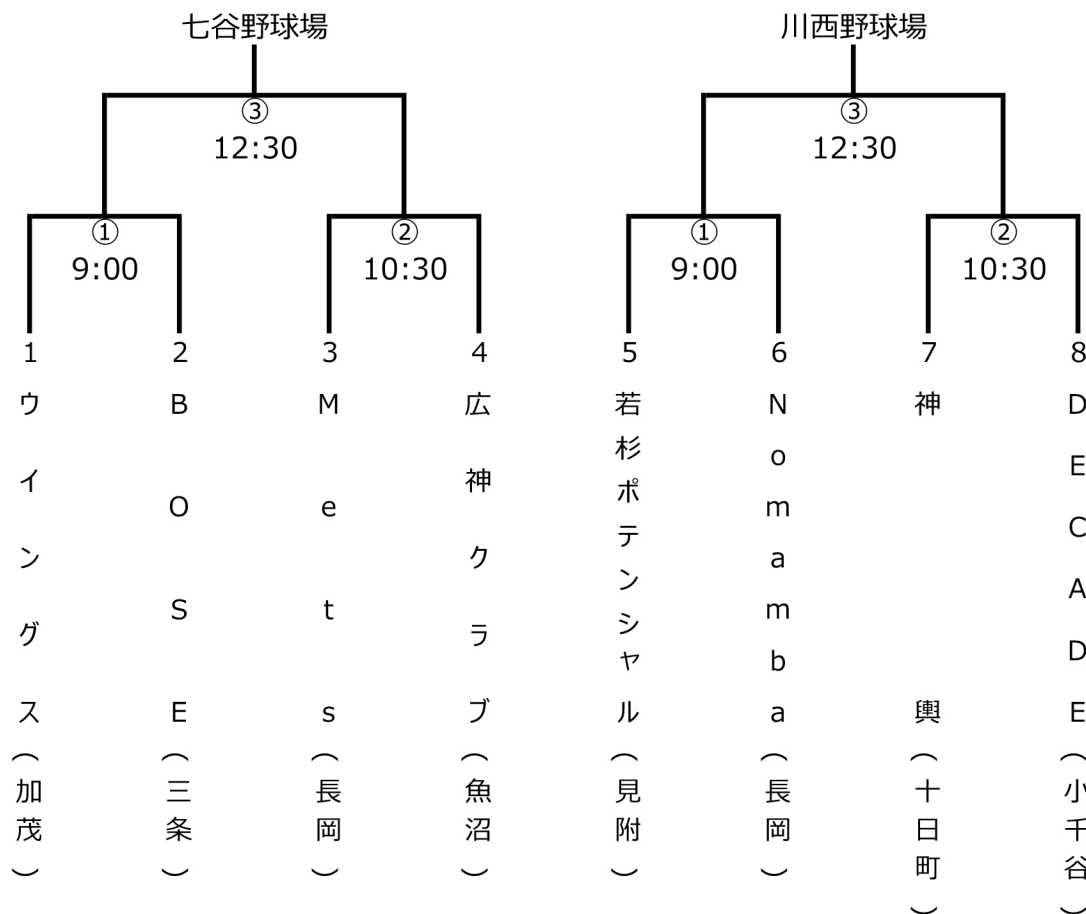 七谷野球場
③
12:30
①
9:00
②
10:30
1
ウイングス(加茂)
2
BOSE(三条)
3
Mets(長岡)
4
広神クラブ(魚沼)
川西野球場
③
12:30
①
9:00
②
10:30
5
若杉ポテンシャル(見附)
6
Nomamba(長岡)
7
神輿(十日町)
8
DECADE(小千谷)